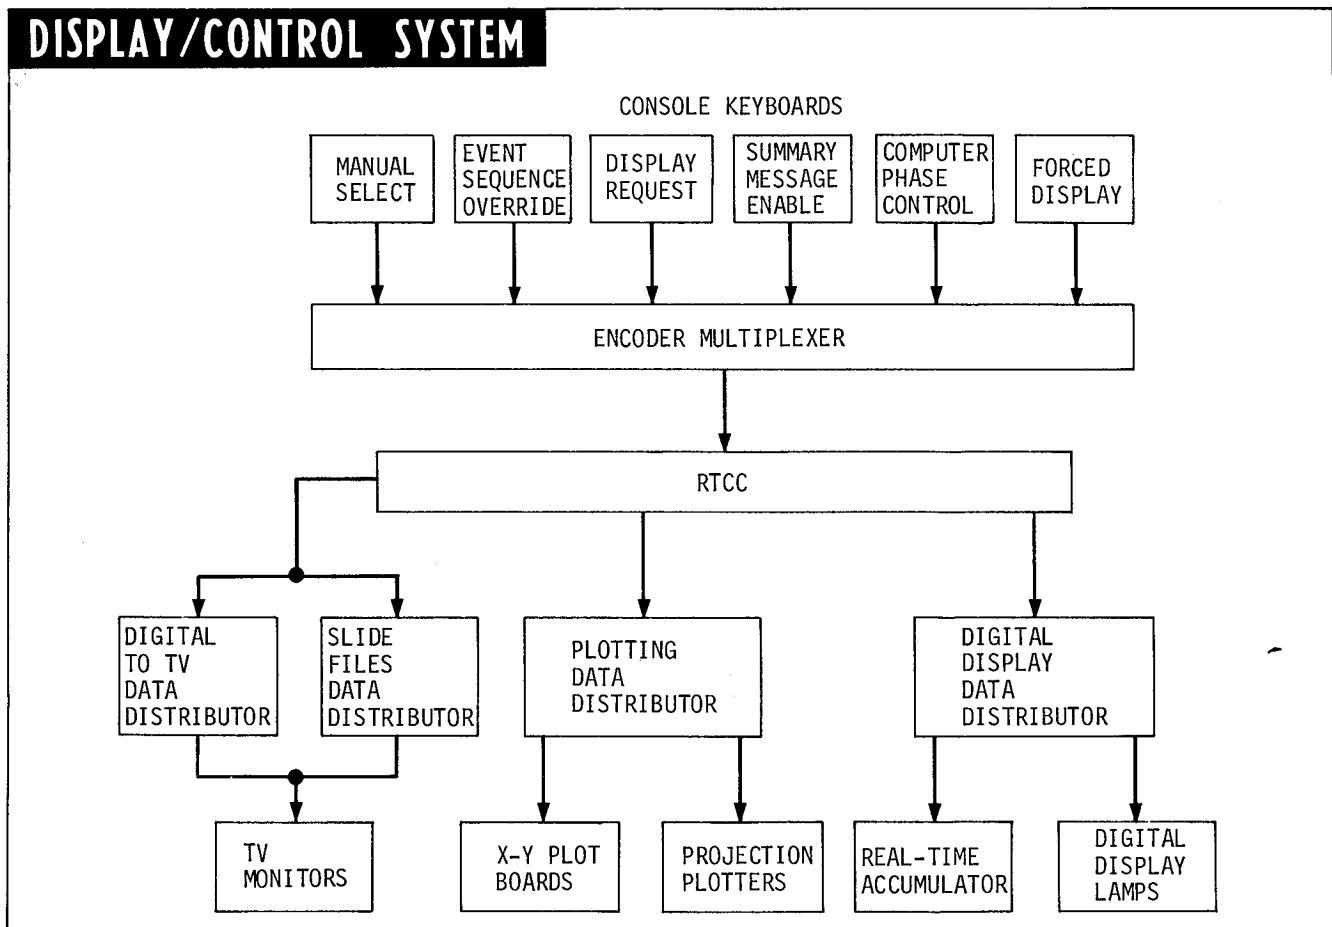 DISPLAY/CONTROL SYSTEM
CONSOLE KEYBOARDS
MANUAL
SELECT
EVENT
SEQUENCE
OVERRIDE
DISPLAY
REQUEST
SUMMARY
MESSAGE
ENABLE
COMPUTER
PHASE
CONTROL
FORCED
DISPLAY
ENCODER MULTIPLEXER
RTCC
DIGITAL
TO TV
DATA
DISTRIBUTOR
SLIDE
FILES
DATA
DISTRIBUTOR
PLOTTING
DATA
DISTRIBUTOR
DIGITAL
DISPLAY
DATA
DISTRIBUTOR
TV
MONITORS
X-Y PLOT
BOARDS
PROJECTION
PLOTTERS
REAL-TIME
ACCUMULATOR
DIGITAL
DISPLAY
LAMPS